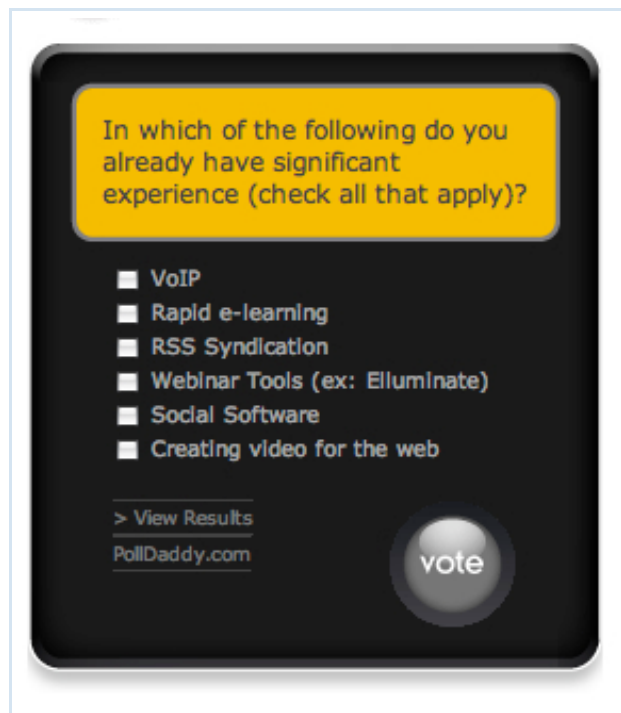 In which of the following do you
already have significant
experience (check all that apply)?
VoIP
Rapid e-learning
RSS Syndication
Webinar Tools (ex: Elluminate)
Social Software
Creating video for the web
> View Results
PollDaddy.com
vote